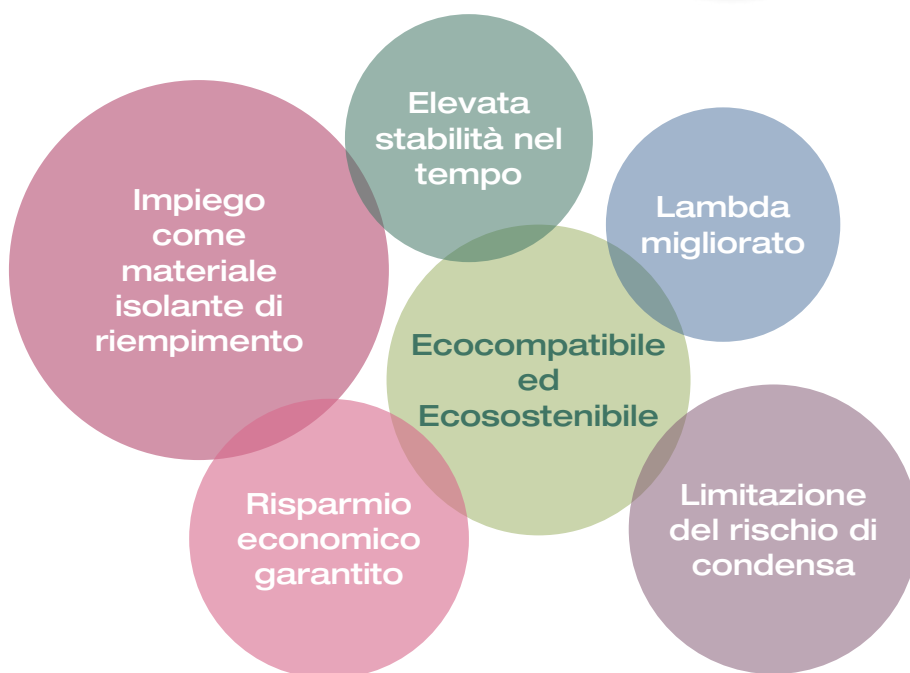 Elevata
stabilità nel
tempo
Impiego
come
materiale
isolante di
riempimento
Lambda
migliorato
Ecocompatibile
ed
Ecosostenibile
Risparmio
economico
garantito
Limitazione
del rischio di
condensa